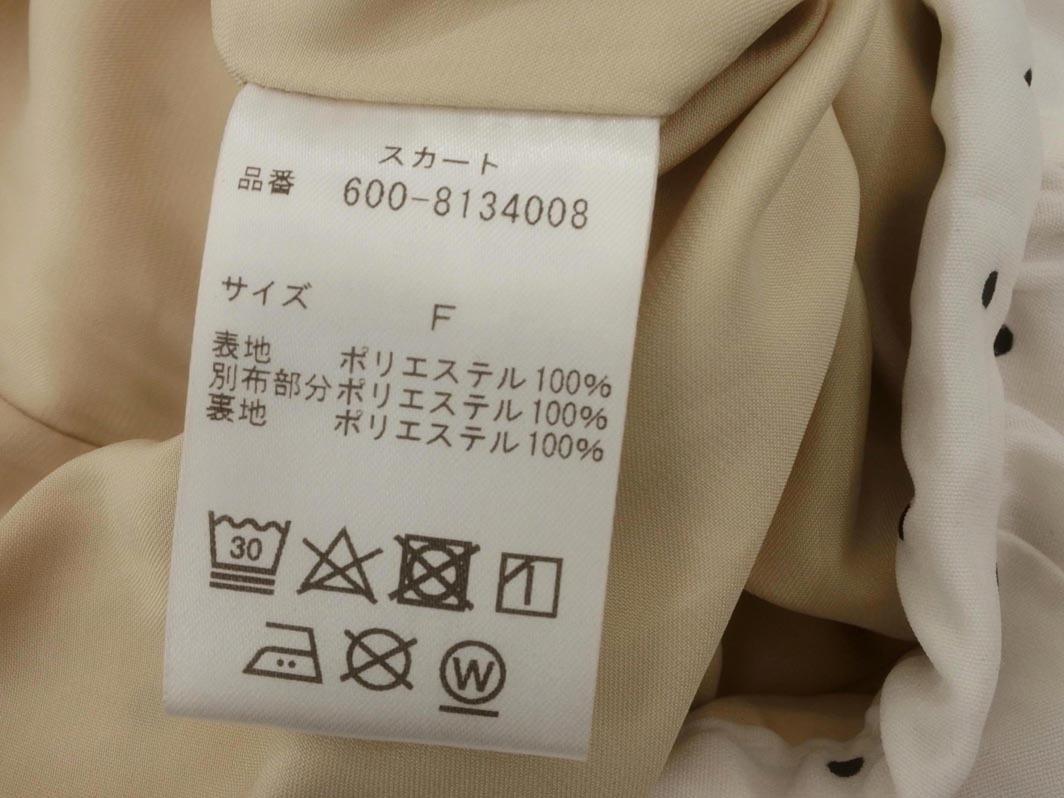 スカート
品番 600-8134008
サイズ F
表地 ポリエステル100%
別布部分ポリエステル100%
裏地 ポリエステル100%
30
W